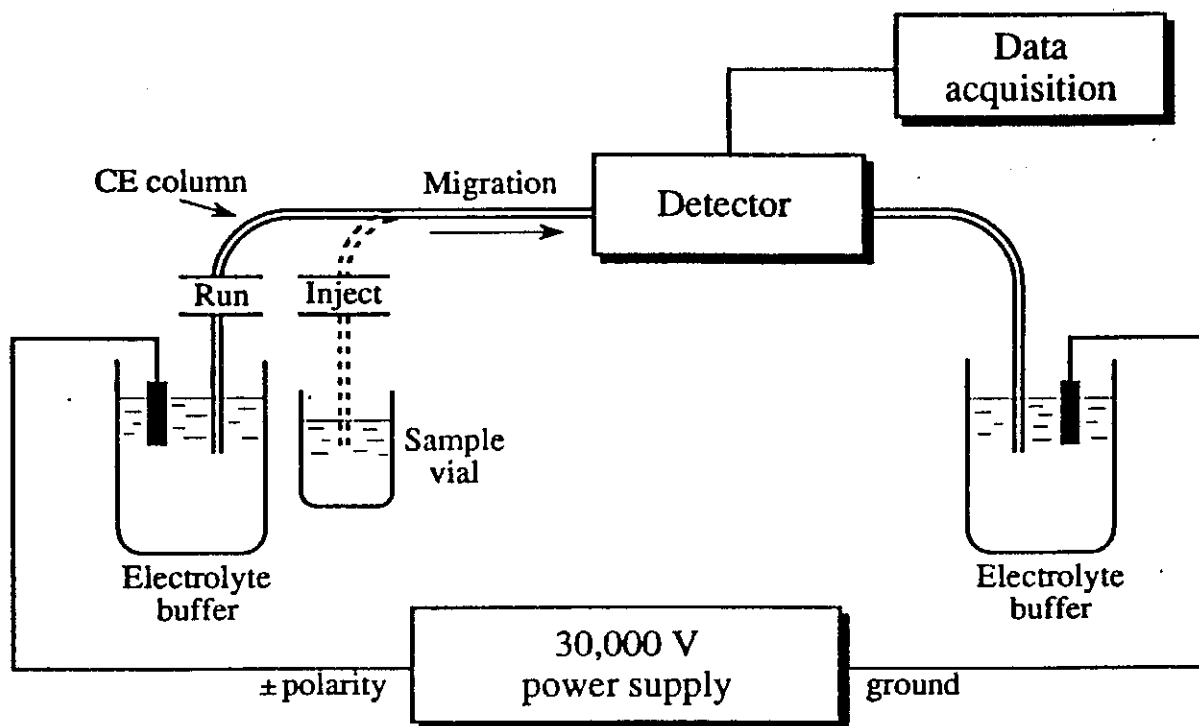 Data
acquisition
CE column
Migration
Detector
Run
Inject
Sample
vial
Electrolyte
buffer
Electrolyte
buffer
30,000 V
power supply
± polarity
ground